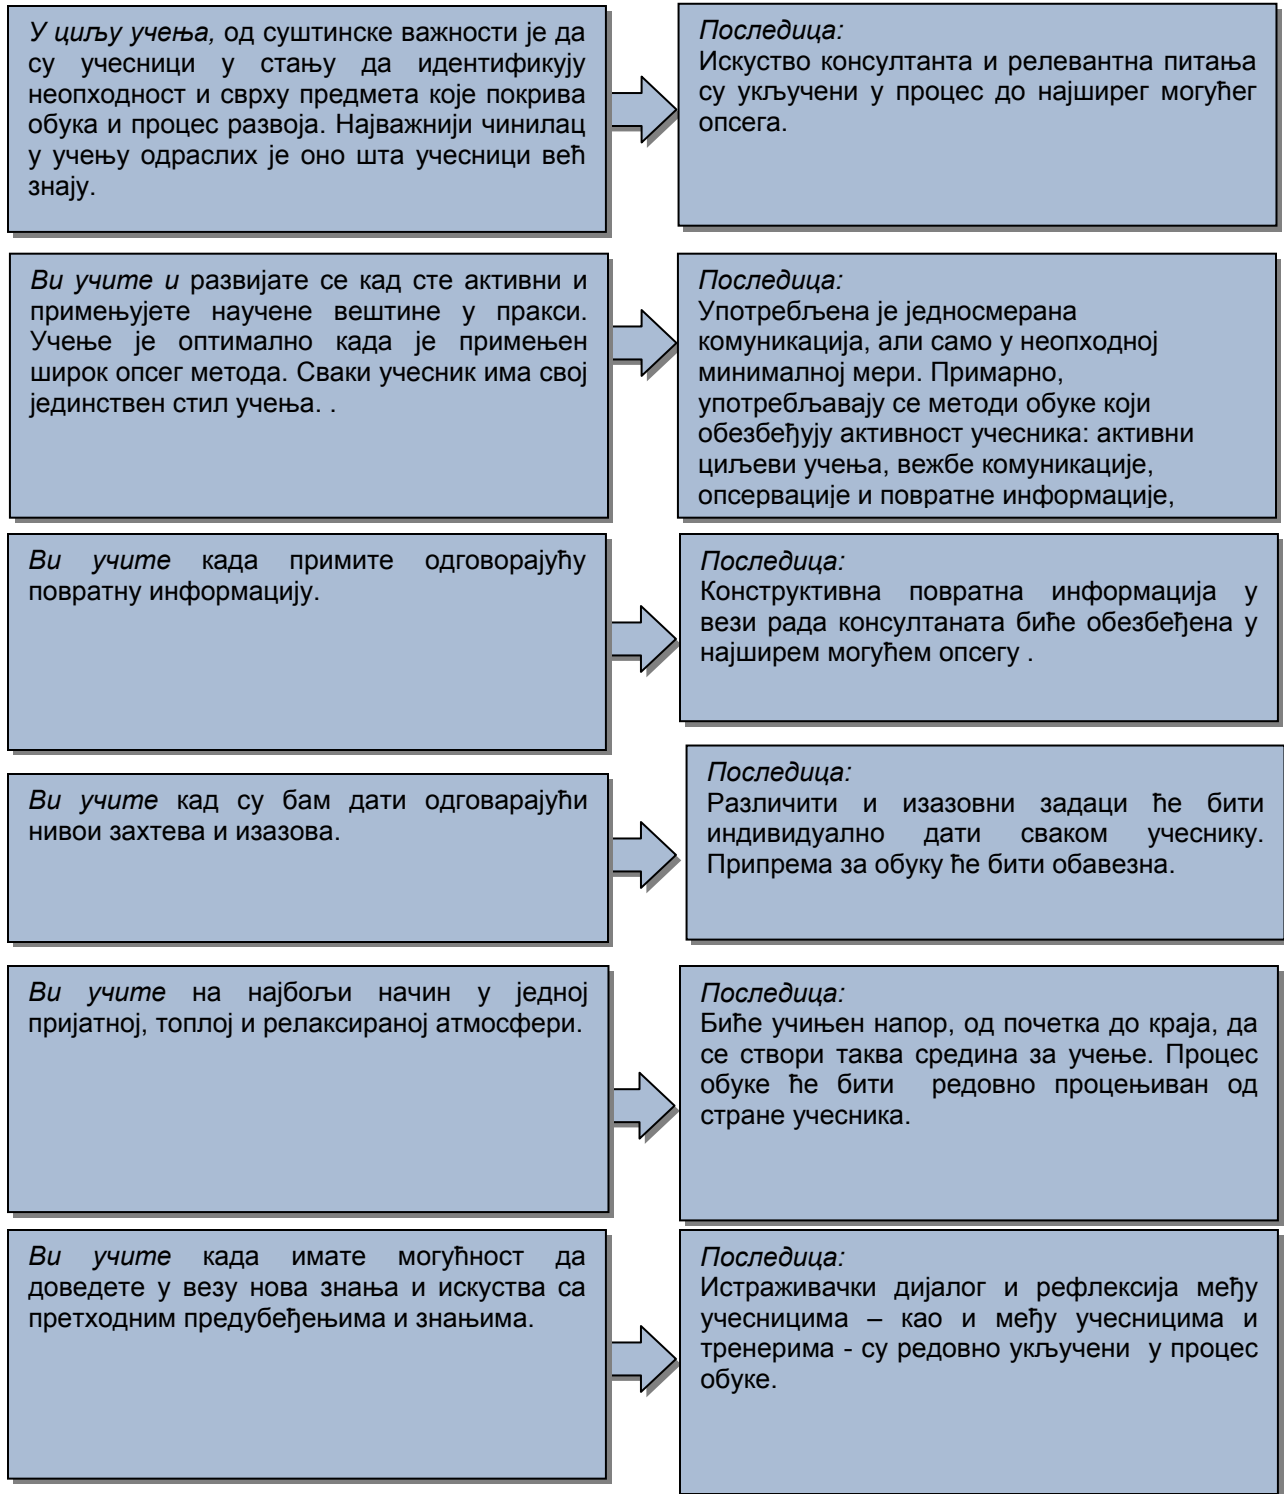 У циљу учења, од суштинске важности је да
су учесници у стању да идентификују
неопходност и сврху предмета које покрива
обука и процес развоја. Најважнији чинилац
у учењу одраслих је оно шта учесници већ
знају.
Последица:
Искуство консултанта и релевантна питања
су укључени у процес до најширег могућег
опсега.
Ви учите и развијате се кад сте активни и
примењујете научене вештине у пракси.
Учење је оптимално када је примењен
широк опсег метода. Сваки учесник има свој
јединствен стил учења. .
Последица:
Употребљена је једносмерана
комуникација, али само у неопходној
минималној мери. Примарно,
употребљавају се методи обуке који
обезбеђују активност учесника: активни
циљеви учења, вежбе комуникације,
опсервације и повратне информације,
Ви учите када примите одговорајућу
повратну информацију.
Последица:
Конструктивна повратна информација у
вези рада консултаната биће обезбеђена у
најширем могућем опсегу .
Ви учите кад су бам дати одговарајући
нивои захтева и изазова.
Последица:
Различити и изазовни задаци ће бити
индивидуално дати сваком учеснику.
Припрема за обуку ће бити обавезна.
Ви учите на најбољи начин у једној
пријатној, топлој и релаксираној атмосфери.
Последица:
Биће учињен напор, од почетка до краја, да
се створи таква средина за учење. Процес
обуке ће бити редовно процењиван од
стране учесника.
Ви учите када имате могућност да
доведете у везу нова знања и искуства са
претходним предубеђењима и знањима.
Последица:
Истраживачки дијалог и рефлексија међу
учесницима – као и међу учесницима и
тренерима - су редовно укључени у процес
обуке.